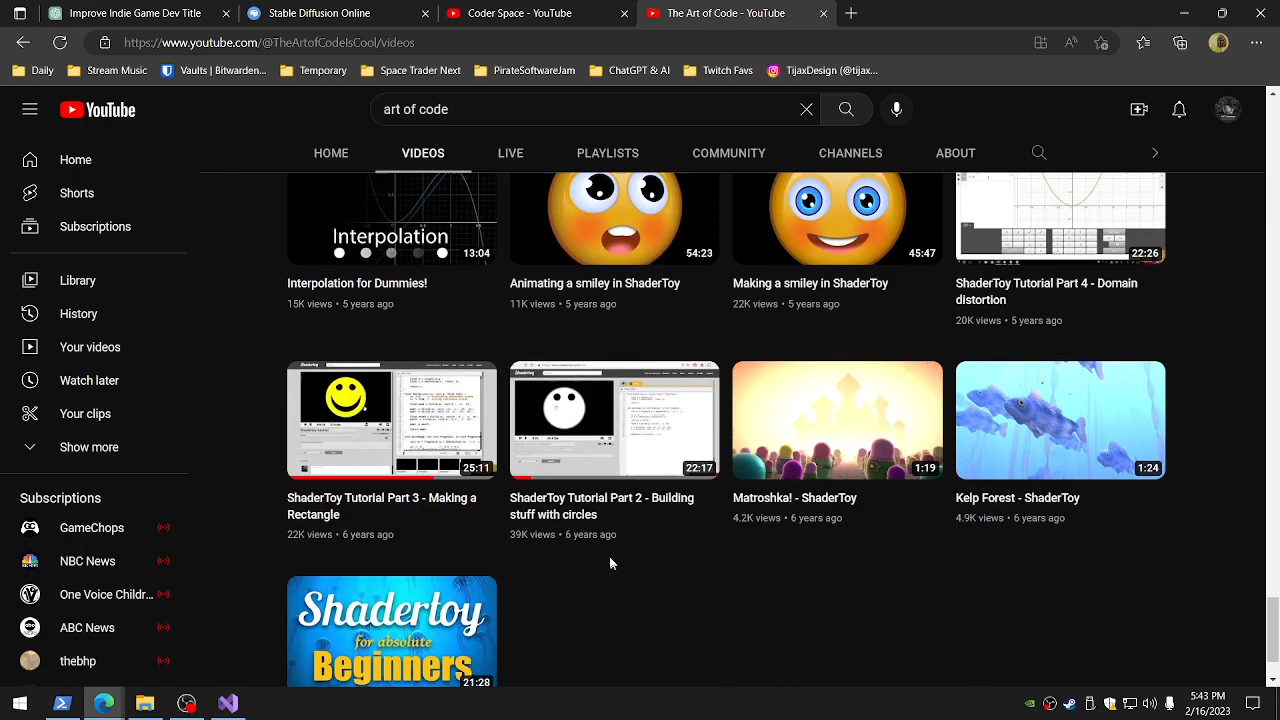 Improve Indie Game Dev Title
Stable Diffusion Online
Coder Space - YouTube
The Art of Code - YouTube
https://www.youtube.com/@TheArtofCodeIsCool/videos
Daily
Stream Music
Vaults | Bitwarden...
Temporary
Space Trader Next
PirateSoftwareJam
ChatGPT & AI
Twitch Favs
TijaxDesign (@tijax...
YouTube
art of code
HOME
VIDEOS
LIVE
PLAYLISTS
COMMUNITY
CHANNELS
ABOUT
Home
Shorts
Subscriptions
Library
History
Your videos
Watch later
Your clips
Show more
Subscriptions
GameChops
NBC News
One Voice Childr...
ABC News
thebhp
Interpolation
13:04
54:23
45:47
22:26
Interpolation for Dummies!
15K views • 5 years ago
Animating a smiley in ShaderToy
11K views • 5 years ago
Making a smiley in ShaderToy
22K views • 5 years ago
ShaderToy Tutorial Part 4 - Domain
distortion
20K views • 5 years ago
25:11
1:19
1:24
ShaderToy Tutorial Part 3 - Making a
Rectangle
22K views • 6 years ago
ShaderToy Tutorial Part 2 - Building
stuff with circles
39K views • 6 years ago
Matroshka! - ShaderToy
4.2K views • 6 years ago
Kelp Forest - ShaderToy
4.9K views • 6 years ago
Shadertoy
for absolute
Beginners
21:28
5:43 PM
2/16/2023